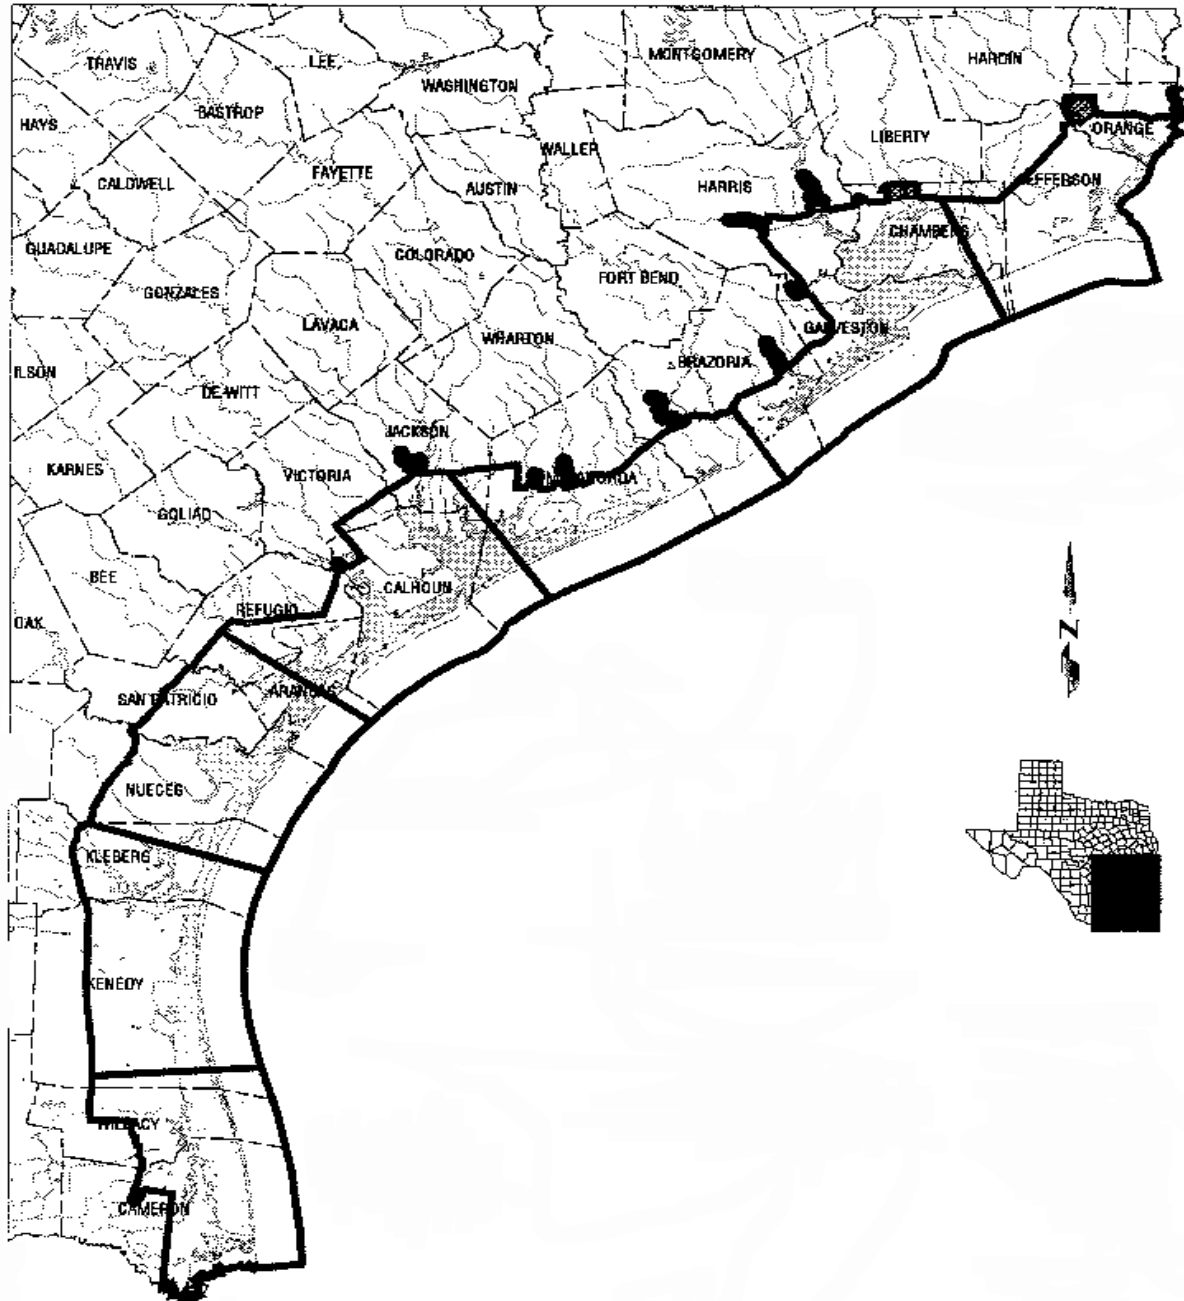 TRAVIS
LEE
MONTGOMERY
HARDIN
WASHINGTON
BASTROP
HAYS
ORANGE
LIBERTY
WALLER
FAYETTE
CALDWELL
AUSTIN
HARRIS
JEFFERSON
CHAMBERS
GUADALUPE
COLORADO
FORT BEND
GONZALES
LAVACA
GALVESTON
WHARTON
BRAZORIA
ILSON
DE WITT
JACKSON
KARNES
VICTORIA
GOLIAD
BEE
CALHOUN
REFUGIO
OAK
ARANSAS
SAN PATRICIO
NUECES
KLEBERG
KENEDY
WILLACY
CAMERON
N